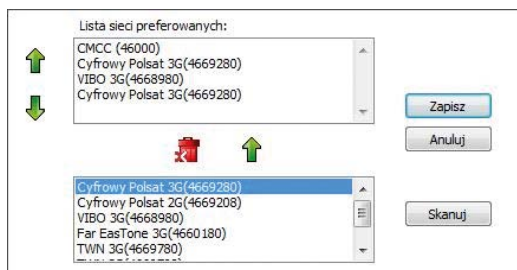 Lista sieci preferowanych:
CMCC (46000)
Cyfrowy Polsat 3G(4669280)
VIBO 3G(4668980)
Cyfrowy Polsat 3G(4669280)
Zapisz
Anuluj
Cyfrowy Polsat 3G(4669280)
Cyfrowy Polsat 2G(4669208)
VIBO 3G(4668980)
Far EasTone 3G(4660180)
TWN 3G(4669780)
Skanuj